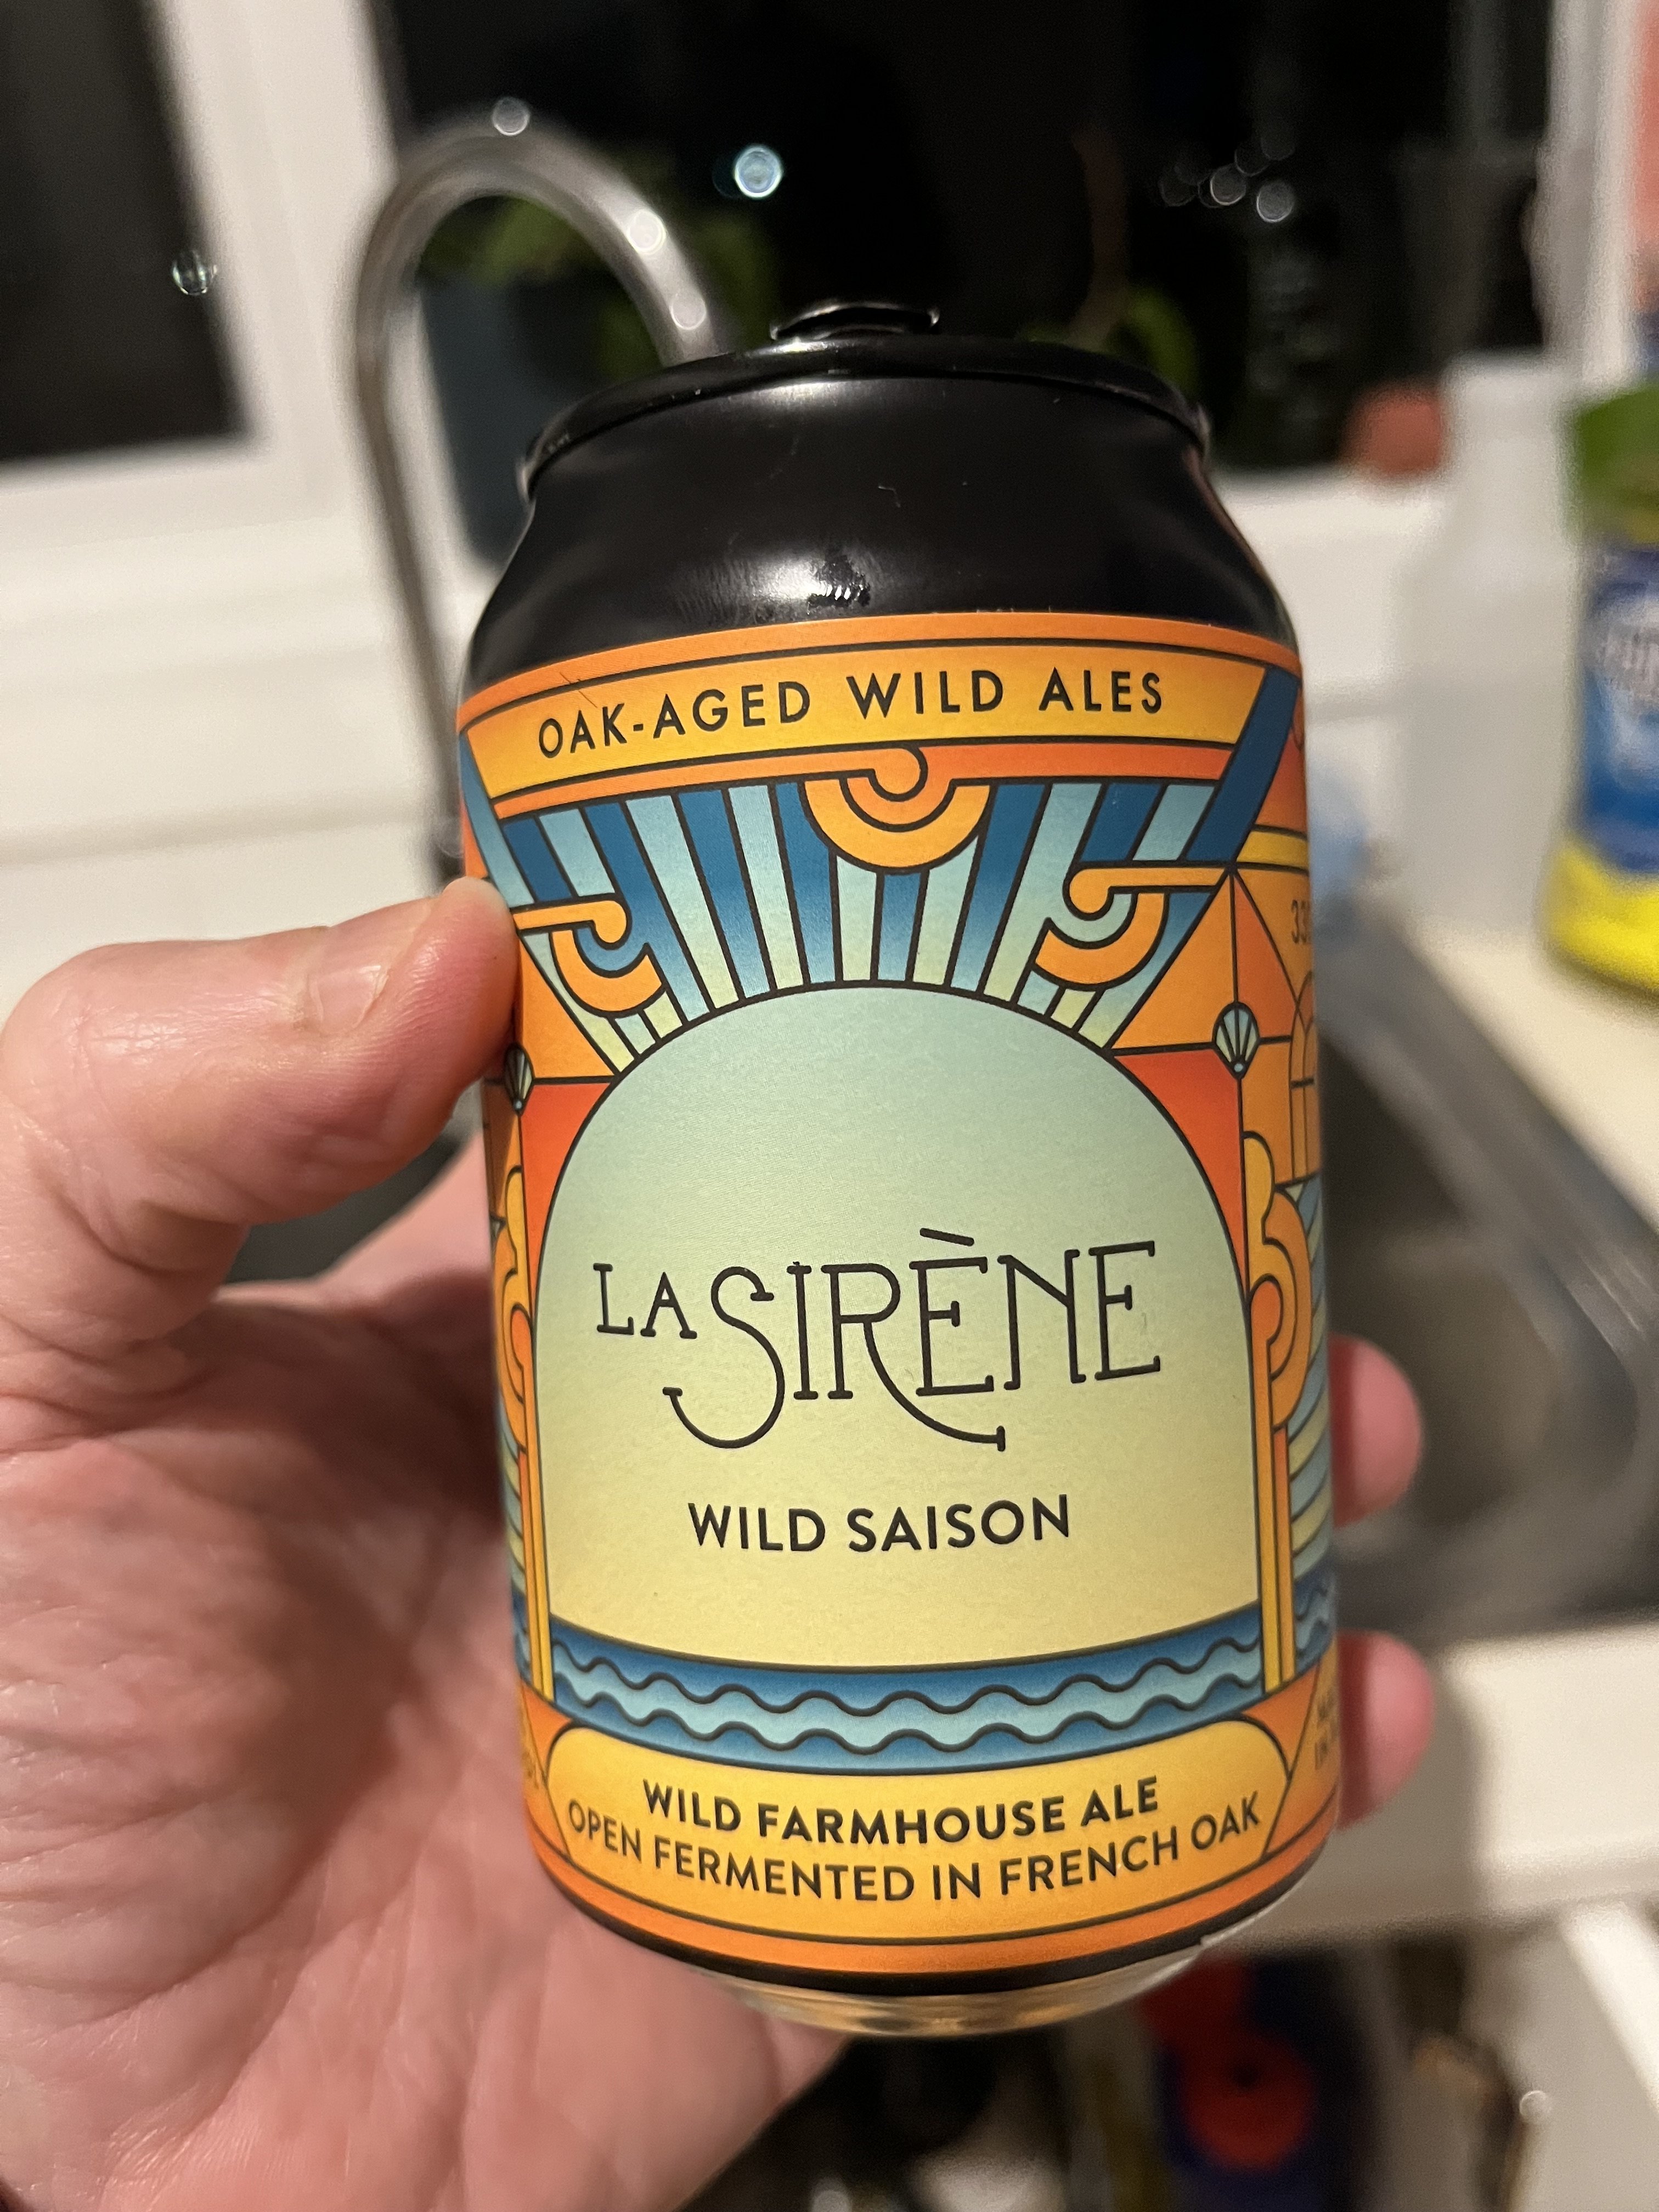 OAK-AGED WILD ALES
LA SIRÈNE
WILD SAISON
WILD FARMHOUSE ALE
OPEN FERMENTED IN FRENCH OAK